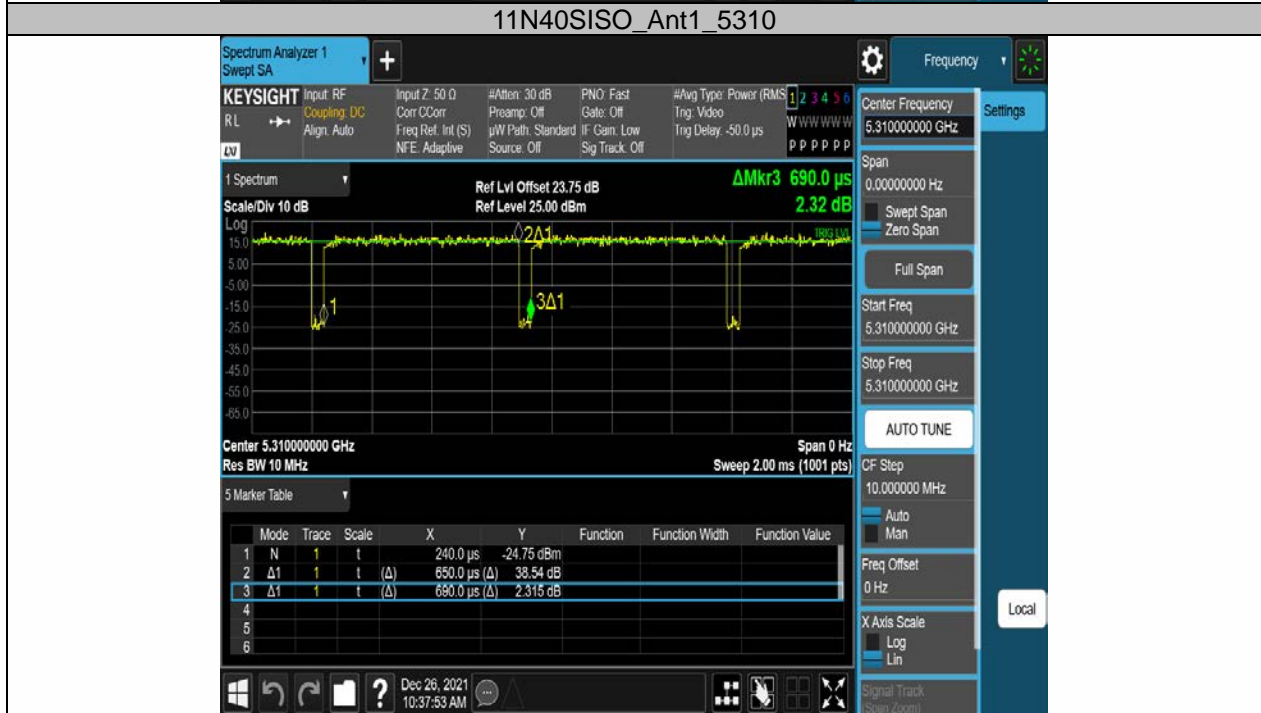 11N40SISO_Ant1_5310
Spectrum Analyzer 1
Swept SA
Frequency
KEYSIGHT
RL
LXI
Input: RF
Coupling: DC
Align: Auto
Input Z: 50 Ω
Corr CCorr
Freq Ref: Int (S)
NFE: Adaptive
#Atten: 30 dB
Preamp: Off
µW Path: Standard
Source: Off
PNO: Fast
Gate: Off
IF Gain: Low
Sig Track: Off
#Avg Type: Power (RMS
Trig: Video
Trig Delay: -50.0 µs
1 2 3 4 5 6
W W W W W W
P P P P P P
1 Spectrum
Scale/Div 10 dB
Ref Lvl Offset 23.75 dB
Ref Level 25.00 dBm
ΔMkr3 690.0 µs
2.32 dB
Log
15.0
5.00
-5.00
-15.0
-25.0
-35.0
-45.0
-55.0
-65.0
2Δ1
TRIG LVL
1
3Δ1
Center 5.310000000 GHz
Span 0 Hz
Res BW 10 MHz
Sweep 2.00 ms (1001 pts)
5 Marker Table
Mode Trace Scale X Y Function Function Width Function Value
1 N 1 t 240.0 µs -24.75 dBm
2 Δ1 1 t (Δ) 650.0 µs (Δ) 38.54 dB
3 Δ1 1 t (Δ) 690.0 µs (Δ) 2.315 dB
4
5
6
Dec 26, 2021
10:37:53 AM
Center Frequency
5.310000000 GHz
Settings
Span
0.00000000 Hz
Swept Span
Zero Span
Full Span
Start Freq
5.310000000 GHz
Stop Freq
5.310000000 GHz
AUTO TUNE
CF Step
10.000000 MHz
Auto
Man
Freq Offset
0 Hz
X Axis Scale
Log
Lin
Local
Signal Track
(Span Zoom)